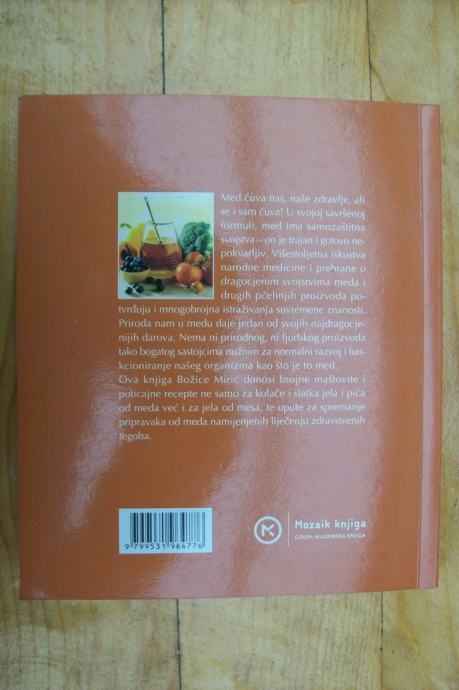 Med čuva nas, naše zdravlje, ali
se i sam čuva! U svojoj savršenoj
formuli, med ima samozaštitna
svojstva – on je trajan i gotovo ne-
pokvarljiv. Višestoljetna iskustva
narodne medicine i prehrane o
dragocjenim svojstvima meda i
drugih pčelinjih proizvoda po-
tvrđuju i mnogobrojna istraživanja suvremene znanosti.
Priroda nam u medu daje jedan od svojih najdragocje-
nijih darova. Nema ni prirodnog, ni ljudskog proizvoda
tako bogatog sastojcima nužnim za normalni razvoj i fun-
kcioniranje našeg organizma kao što je to med.
Ova knjiga Božice Mirić donosi brojne maštovite i
poticajne recepte ne samo za kolače i slatka jela i pića
od meda već i za jela od mesa, te upute za spremanje
pripravaka od meda namijenjenih liječenju zdravstvenih
tegoba.
9 799531 964776
Mozaik knjiga
GRUPA MLADINSKA KNJIGA